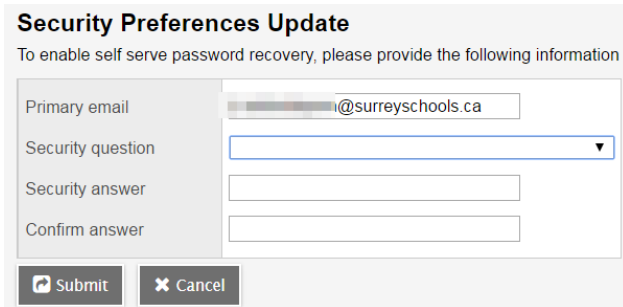 Security Preferences Update
To enable self serve password recovery, please provide the following information
Primary email @surreyschools.ca
Security question
Security answer
Confirm answer
Submit Cancel